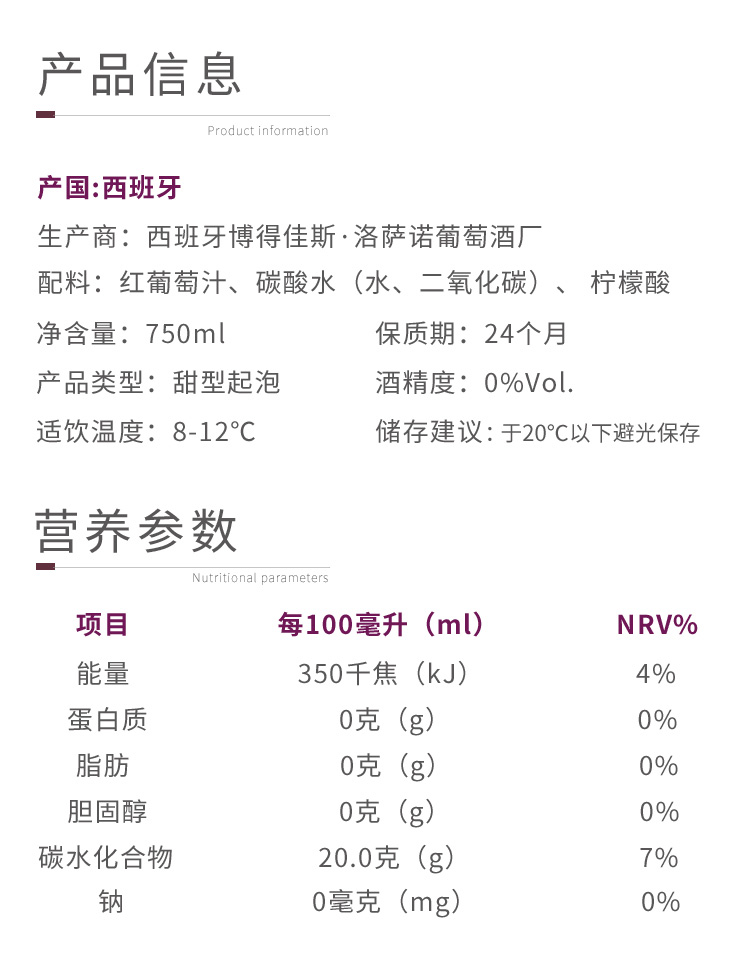 产品信息
Product information
产国:西班牙
生产商：西班牙博得佳斯·洛萨诺葡萄酒厂
配料：红葡萄汁、碳酸水（水、二氧化碳）、 柠檬酸
净含量：750ml 保质期：24个月
产品类型：甜型起泡 酒精度：0%Vol.
适饮温度：8-12℃ 储存建议：于20℃以下避光保存
营养参数
Nutritional parameters
项目 每100毫升（ml） NRV%
能量 350千焦（kJ） 4%
蛋白质 0克（g） 0%
脂肪 0克（g） 0%
胆固醇 0克（g） 0%
碳水化合物 20.0克（g） 7%
钠 0毫克（mg） 0%